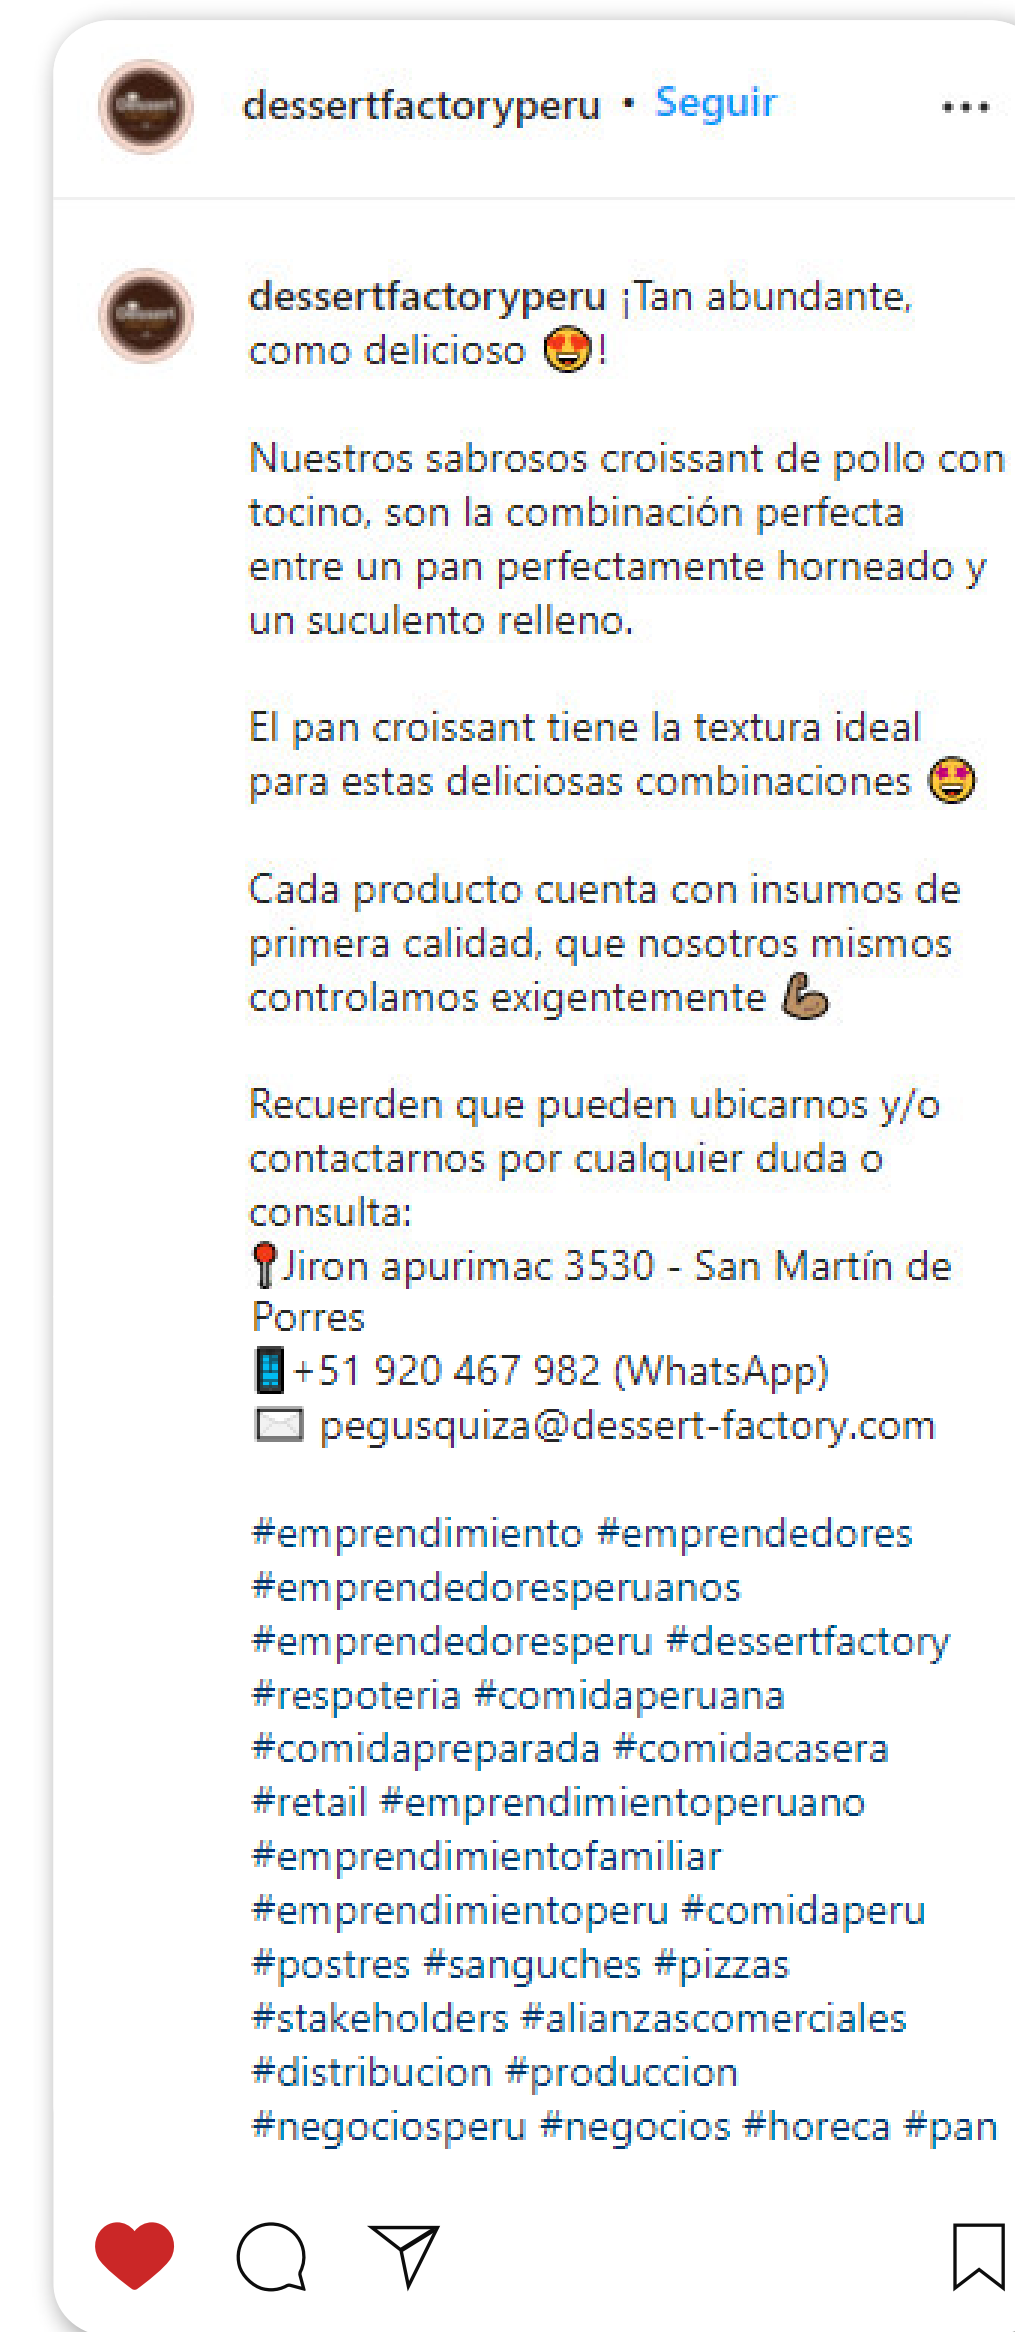 dessertfactoryperu • Seguir
dessertfactoryperu ¡Tan abundante,
como delicioso 😍!
Nuestros sabrosos croissant de pollo con
tocino, son la combinación perfecta
entre un pan perfectamente horneado y
un suculento relleno.
El pan croissant tiene la textura ideal
para estas deliciosas combinaciones 🤩
Cada producto cuenta con insumos de
primera calidad, que nosotros mismos
controlamos exigentemente 💪🏽
Recuerden que pueden ubicarnos y/o
contactarnos por cualquier duda o
consulta:
📍Jiron apurimac 3530 - San Martín de
Porres
📱+51 920 467 982 (WhatsApp)
✉️ pegusquiza@dessert-factory.com
#emprendimiento #emprendedores
#emprendedoresperuanos
#emprendedoresperu #dessertfactory
#respoteria #comidaperuana
#comidapreparada #comidacasera
#retail #emprendimientoperuano
#emprendimientofamiliar
#emprendimientoperu #comidaperu
#postres #sanguches #pizzas
#stakeholders #alianzascomerciales
#distribucion #produccion
#negociosperu #negocios #horeca #pan